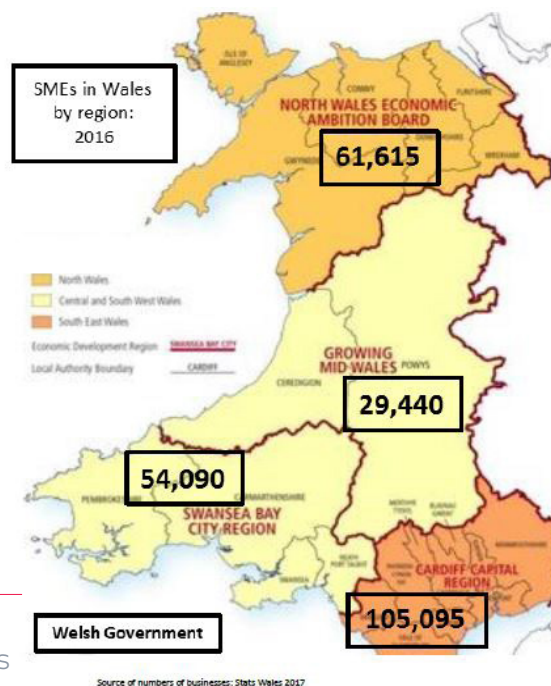 SMEs in Wales
by region:
2016
ISLE OF
ANGLESEY
CONWY
FLINTSHIRE
NORTH WALES ECONOMIC
AMBITION BOARD
GWYNEDD
WREXHAM
61,615
North Wales
Central and South West Wales
South East Wales
Economic Development Region
SWANSEA BAY CITY
Local Authority Boundary
CARDIFF
GROWING
MID WALES
POWYS
CEREDIGION
29,440
54,090
PEMBROKESHIRE
CARMARTHENSHIRE
SWANSEA BAY
CITY REGION
MERTHYR
TYDFIL
BLAENAU
GWENT
NEATH
PORT TALBOT
SWANSEA
MONMOUTHSHIRE
CARDIFF CAPITAL
REGION
105,095
Welsh Government
S
Source of numbers of businesses: Stats Wales 2017